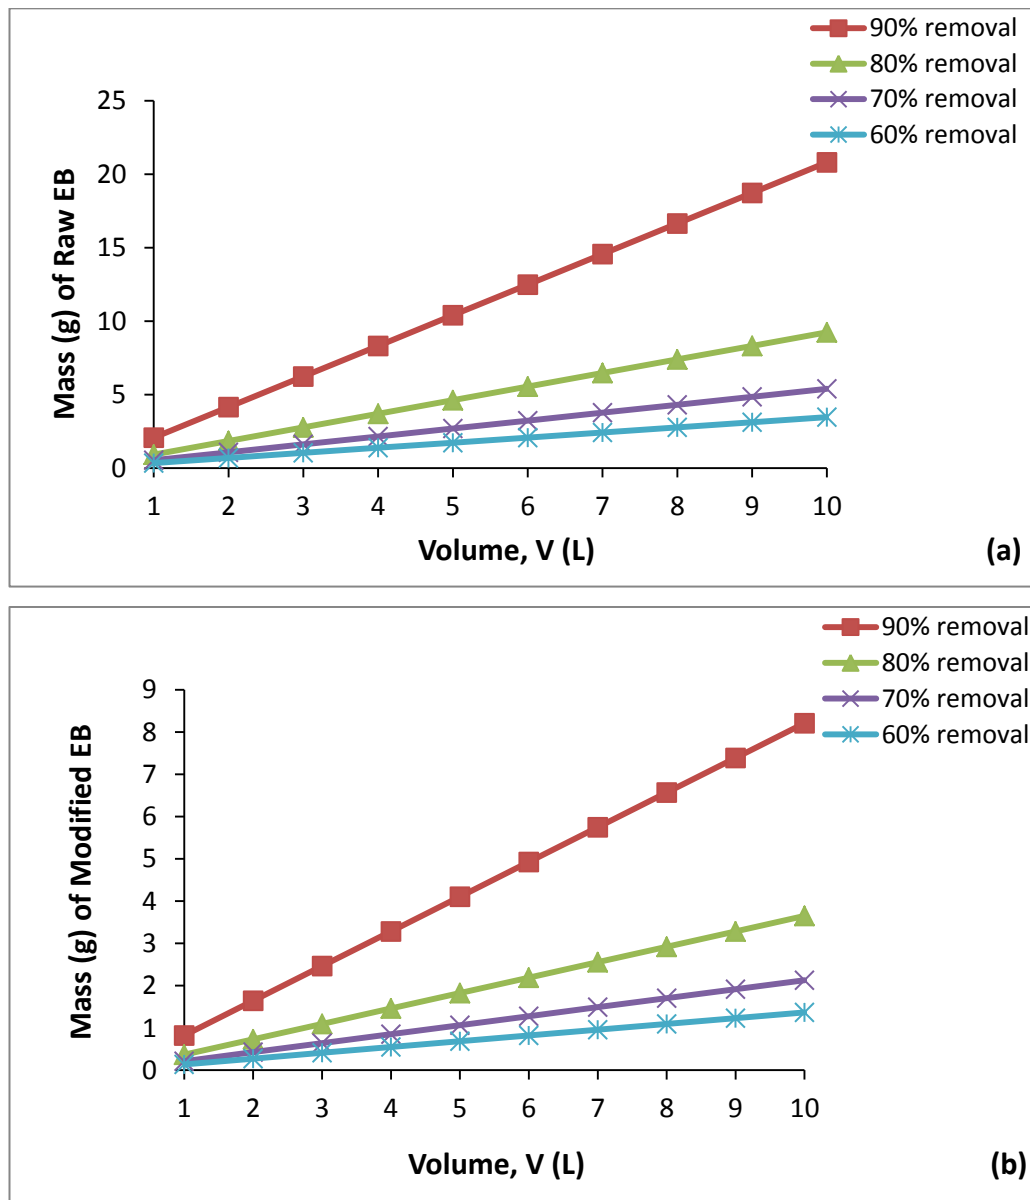 90% removal
80% removal
70% removal
60% removal
25
20
15
10
5
0
Mass (g) of Raw EB
1 2 3 4 5 6 7 8 9 10
Volume, V (L)
(a)
90% removal
80% removal
70% removal
60% removal
9
8
7
6
5
4
3
2
1
0
Mass (g) of Modified EB
1 2 3 4 5 6 7 8 9 10
Volume, V (L)
(b)